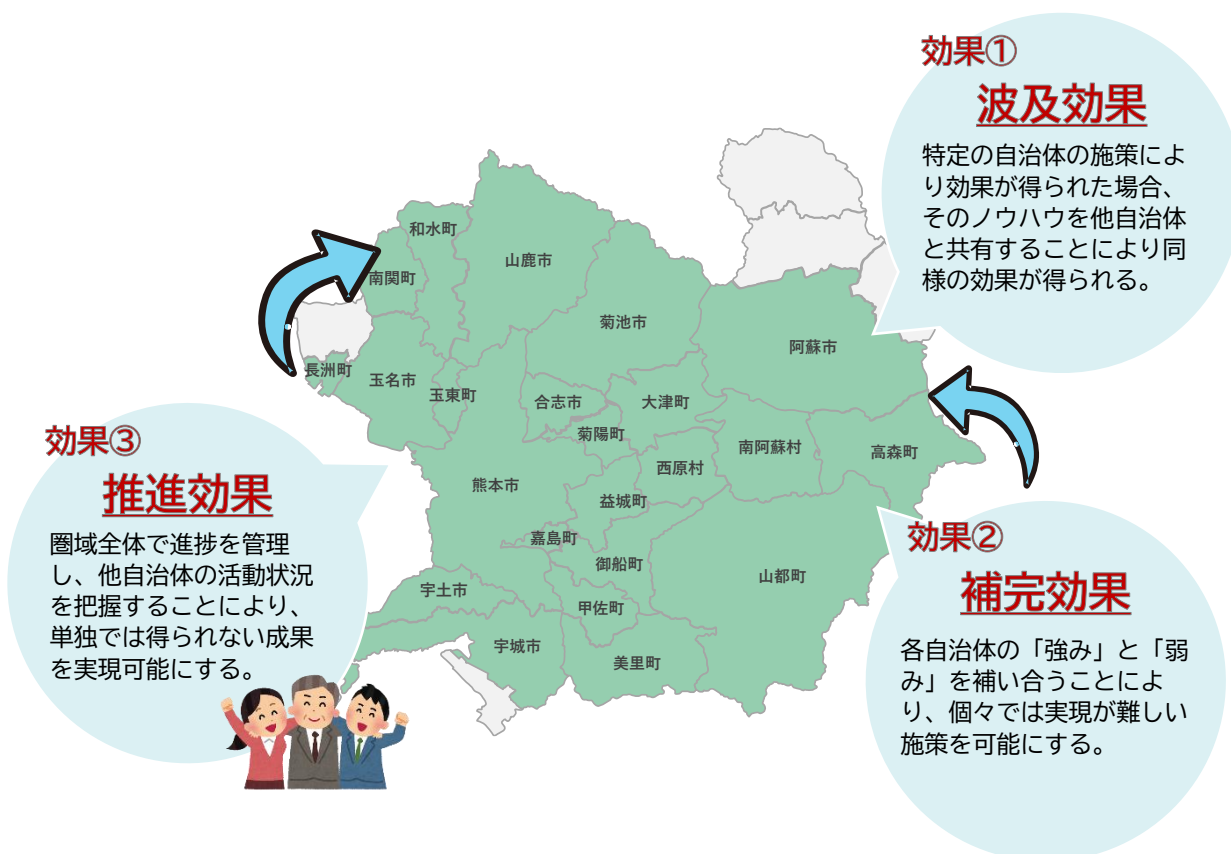 効果①
波及効果
特定の自治体の施策によ
り効果が得られた場合、
そのノウハウを他自治体
と共有することにより同
様の効果が得られる。
和水町
山鹿市
南関町
菊池市
阿蘇市
長洲町
玉名市
玉東町
合志市
大津町
菊陽町
南阿蘇村
高森町
西原村
熊本市
益城町
嘉島町
御船町
山都町
宇土市
甲佐町
宇城市
美里町
効果③
推進効果
圏域全体で進捗を管理
し、他自治体の活動状況
を把握することにより、
単独では得られない成果
を実現可能にする。
効果②
補完効果
各自治体の「強み」と「弱
み」を補い合うことによ
り、個々では実現が難しい
施策を可能にする。